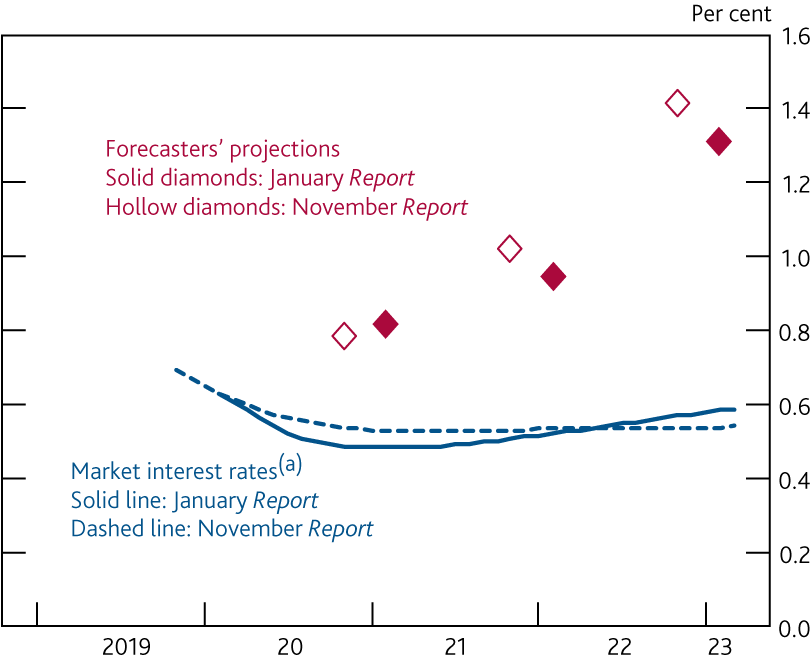 Per cent
1.6
1.4
Forecasters’ projections
Solid diamonds: January Report
1.2
Hollow diamonds: November Report
1.0
0.8
0.6
Market interest rates(a)
0.4
Solid line: January Report
Dashed line: November Report
0.2
0.0
2019 20 21 22 23